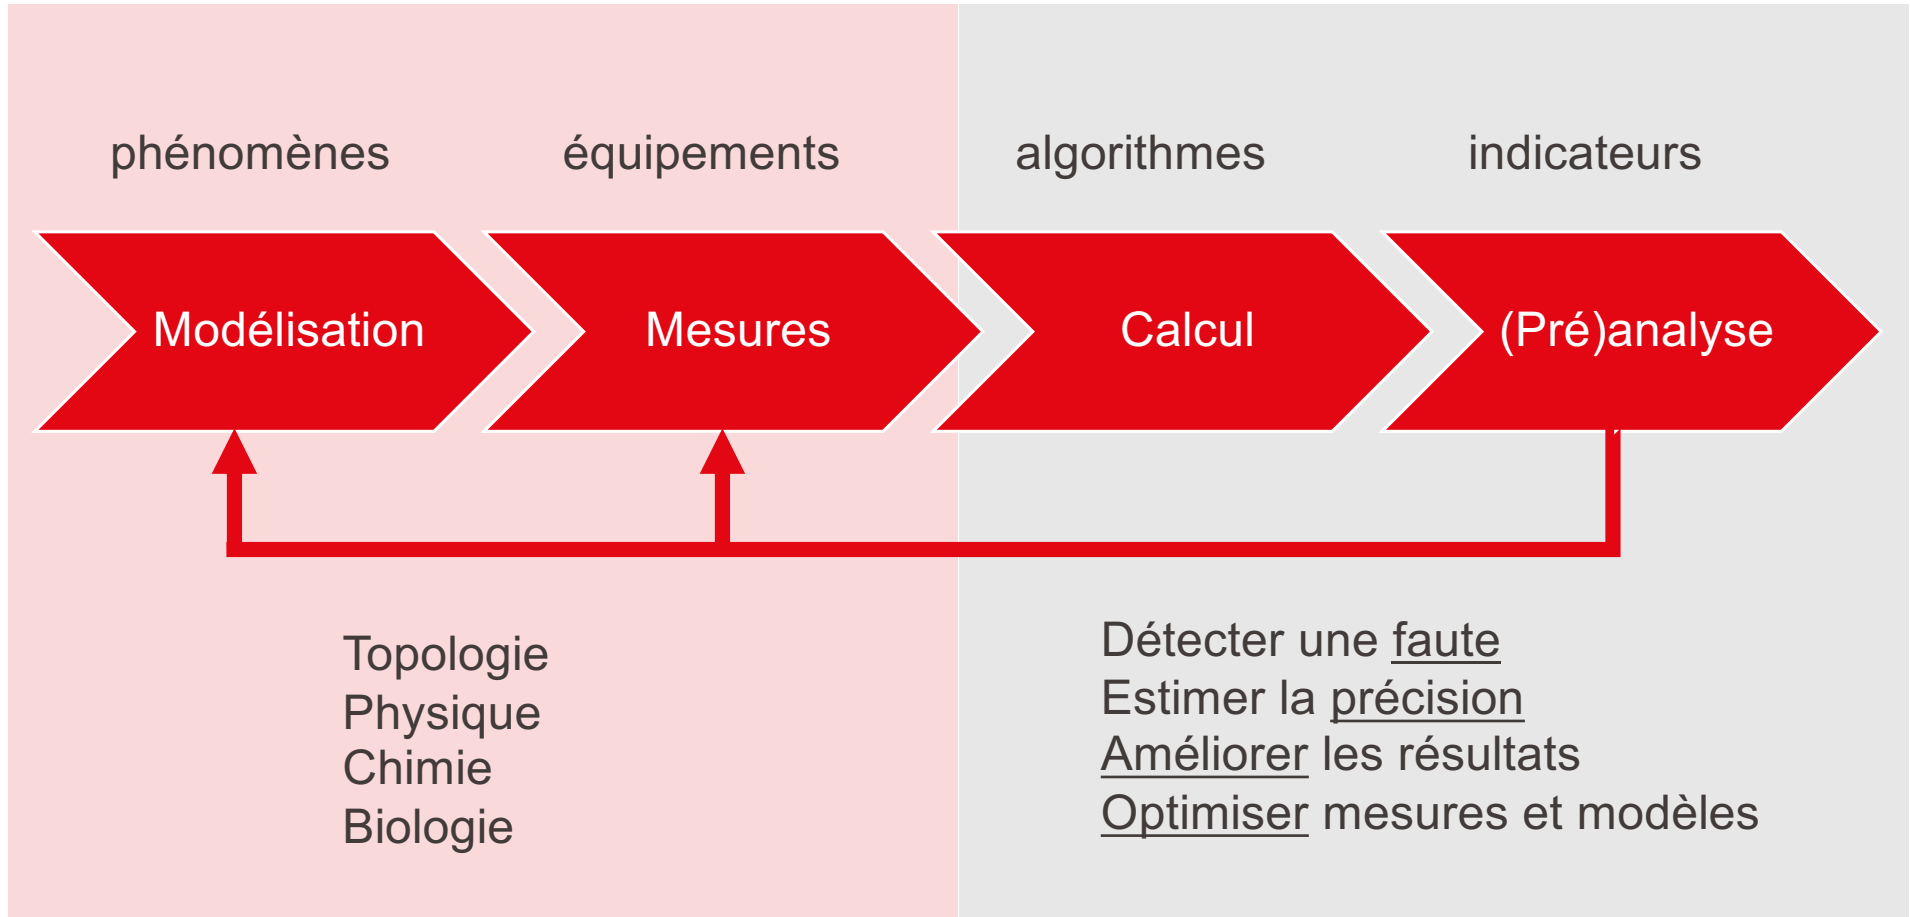 phénomènes
équipements
algorithmes
indicateurs
Modélisation
Mesures
Calcul
(Pré)analyse
Topologie
Physique
Chimie
Biologie
Détecter une faute
Estimer la précision
Améliorer les résultats
Optimiser mesures et modèles